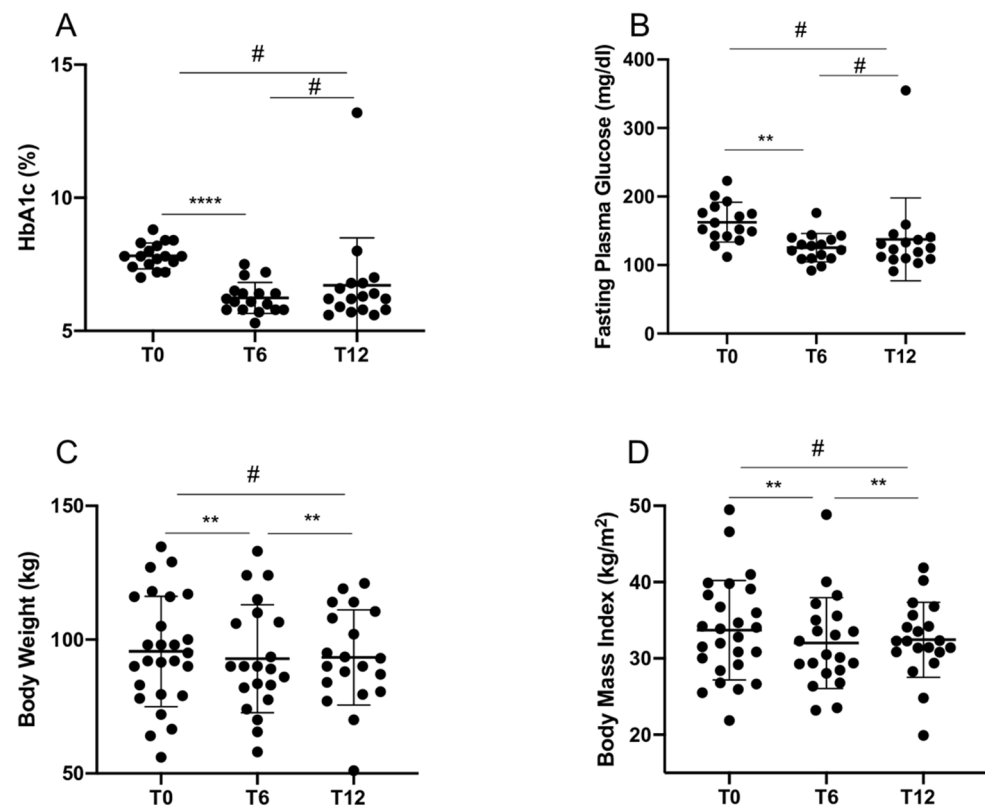 A
HbA1c (%)
15
10
5
#
#
****
T0 T6 T12
B
Fasting Plasma Glucose (mg/dl)
400
300
200
100
0
#
#
**
T0 T6 T12
C
Body Weight (kg)
150
100
50
#
** **
T0 T6 T12
D
Body Mass Index (kg/m²)
50
40
30
20
#
** **
T0 T6 T12